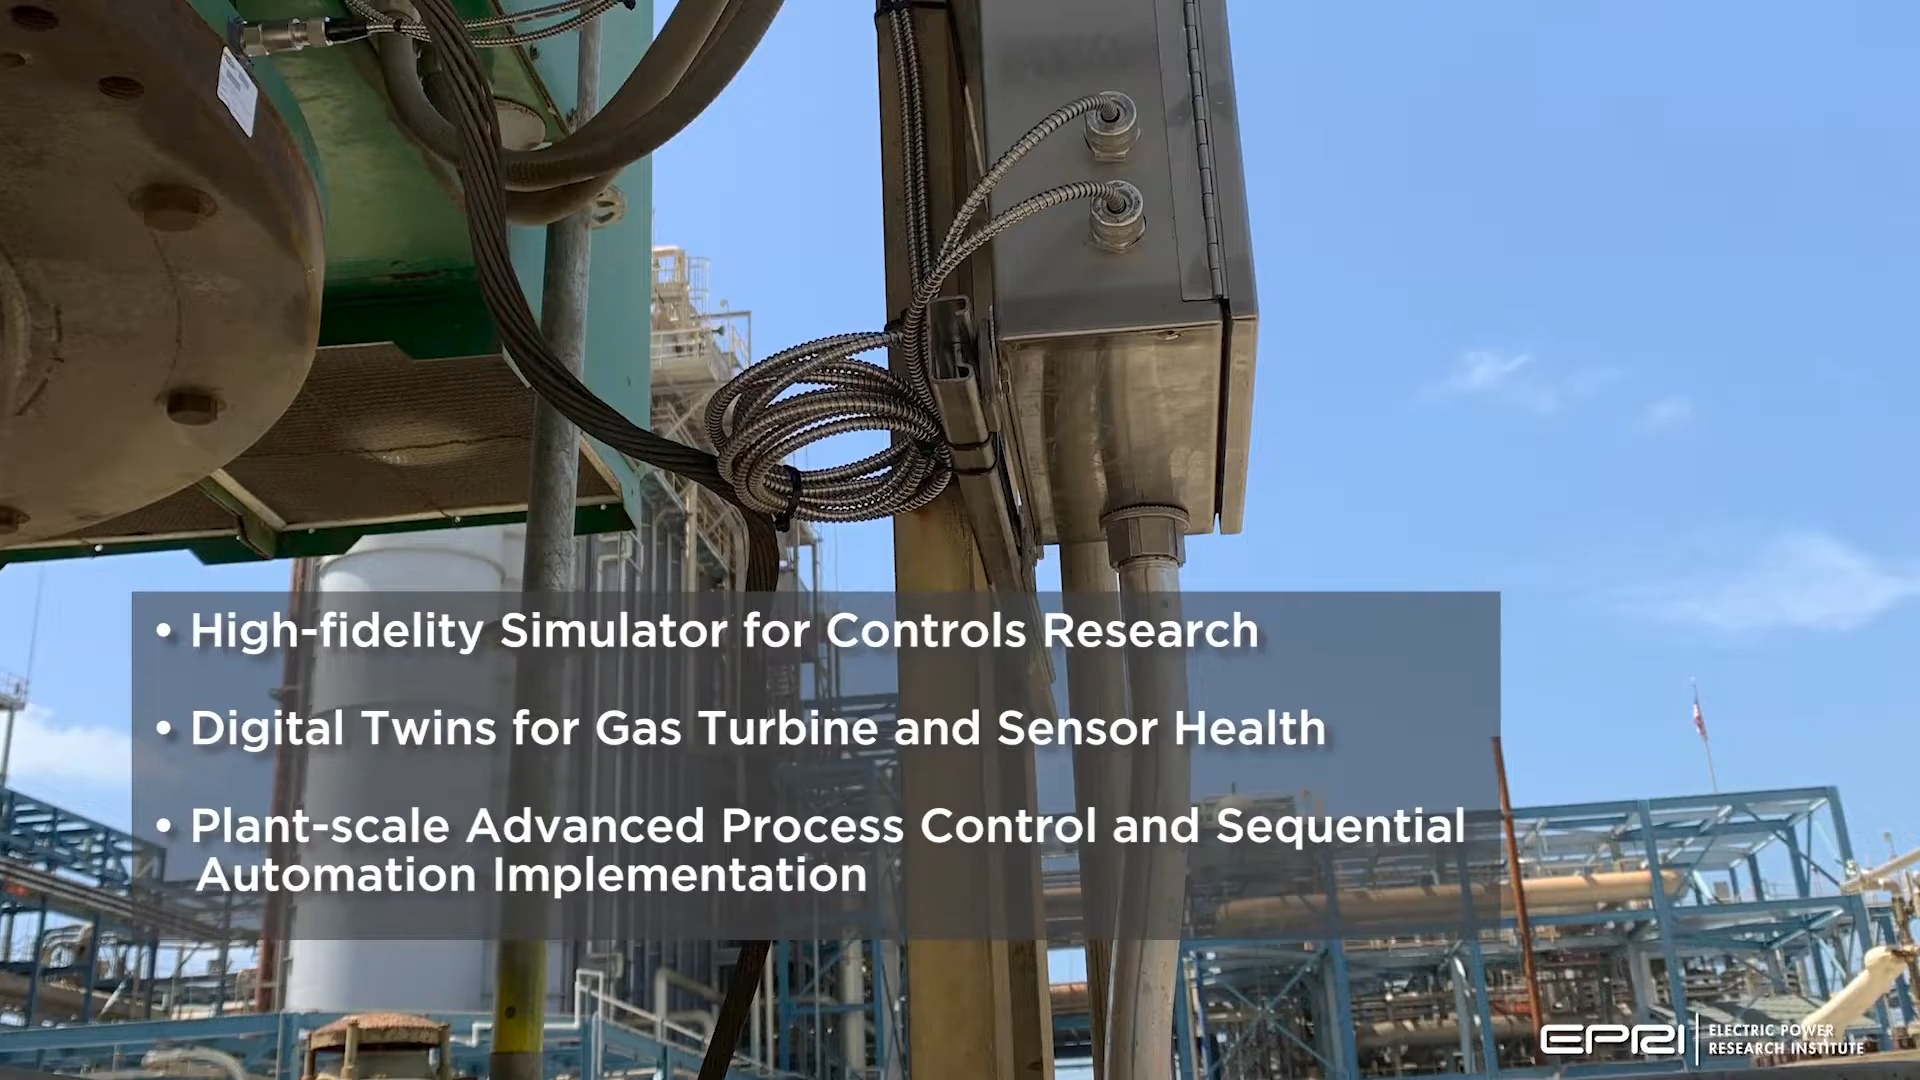 • High-fidelity Simulator for Controls Research
• Digital Twins for Gas Turbine and Sensor Health
• Plant-scale Advanced Process Control and Sequential
Automation Implementation
EPRI
ELECTRIC POWER
RESEARCH INSTITUTE